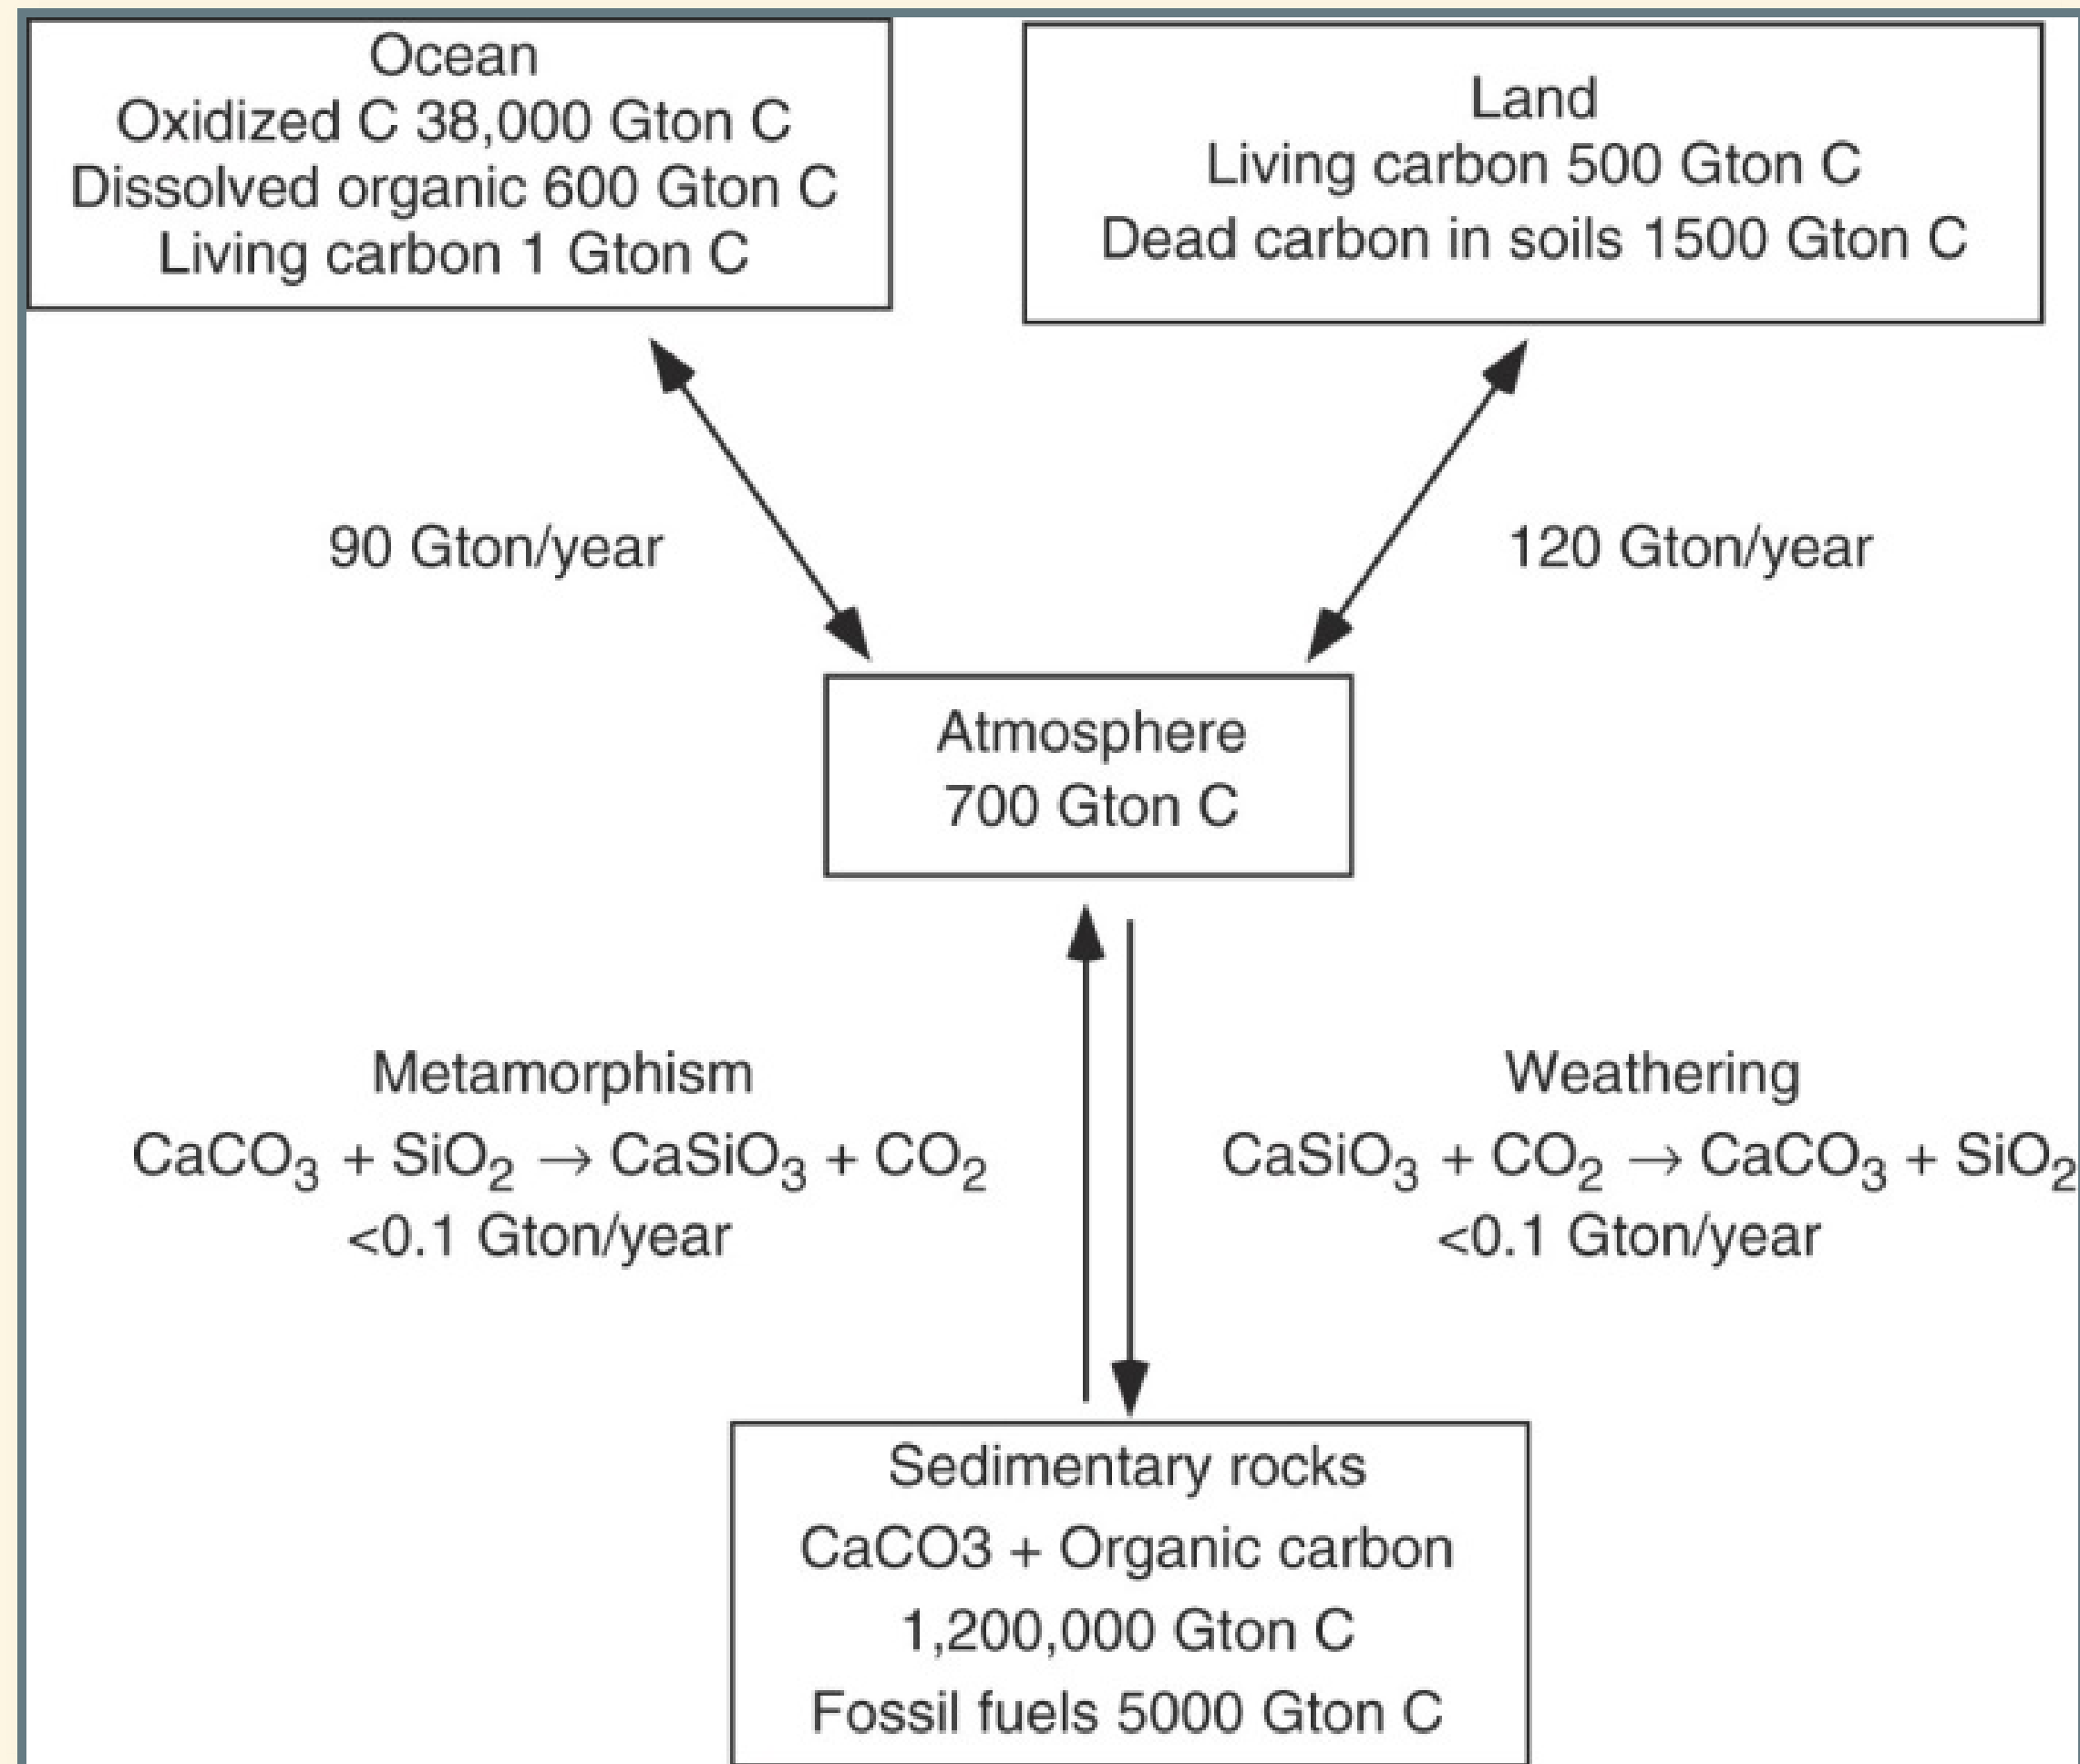 Ocean
Oxidized C 38,000 Gton C
Dissolved organic 600 Gton C
Living carbon 1 Gton C
Land
Living carbon 500 Gton C
Dead carbon in soils 1500 Gton C
90 Gton/year
120 Gton/year
Atmosphere
700 Gton C
Metamorphism
CaCO₃ + SiO₂ → CaSiO₃ + CO₂
<0.1 Gton/year
Weathering
CaSiO₃ + CO₂ → CaCO₃ + SiO₂
<0.1 Gton/year
Sedimentary rocks
CaCO3 + Organic carbon
1,200,000 Gton C
Fossil fuels 5000 Gton C